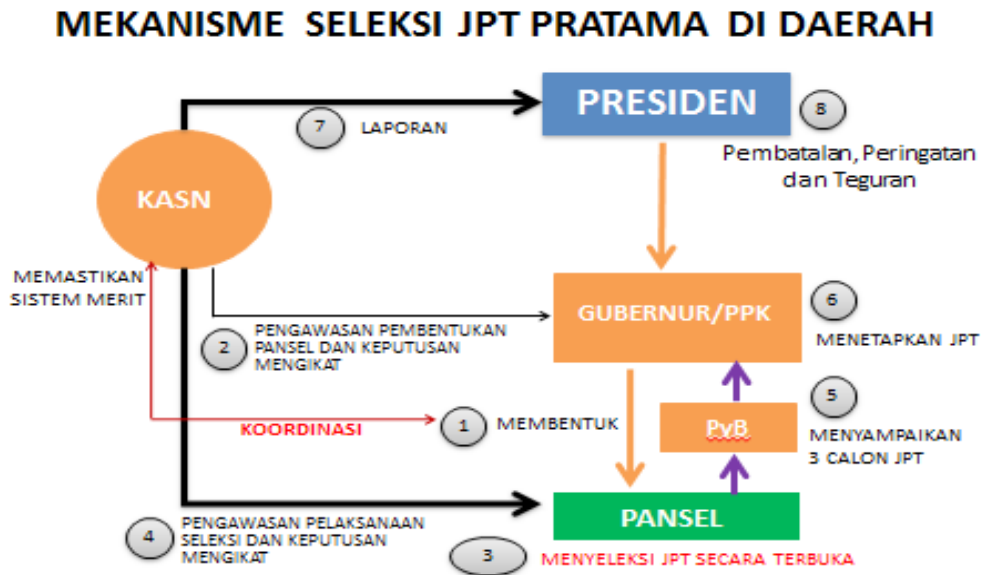 MEKANISME SELEKSI JPT PRATAMA DI DAERAH
PRESIDEN
8
7
LAPORAN
Pembatalan, Peringatan
dan Teguran
KASN
MEMASTIKAN
SISTEM MERIT
GUBERNUR/PPK
6
MENETAPKAN JPT
2
PENGAWASAN PEMBENTUKAN
PANSEL DAN KEPUTUSAN
MENGIKAT
5
KOORDINASI
1
MEMBENTUK
PyB
MENYAMPAIKAN
3 CALON JPT
PANSEL
4
PENGAWASAN PELAKSANAAN
SELEKSI DAN KEPUTUSAN
MENGIKAT
3
MENYELEKSI JPT SECARA TERBUKA